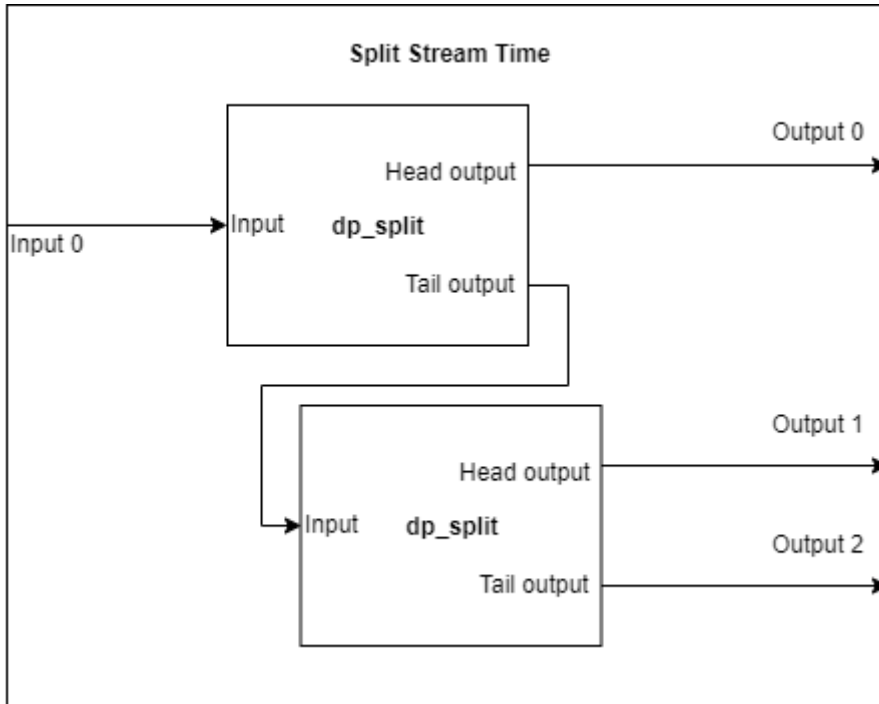 Split Stream Time
Output 0
Head output
Input
dp_split
Input 0
Tail output
Output 1
Head output
Input
dp_split
Output 2
Tail output